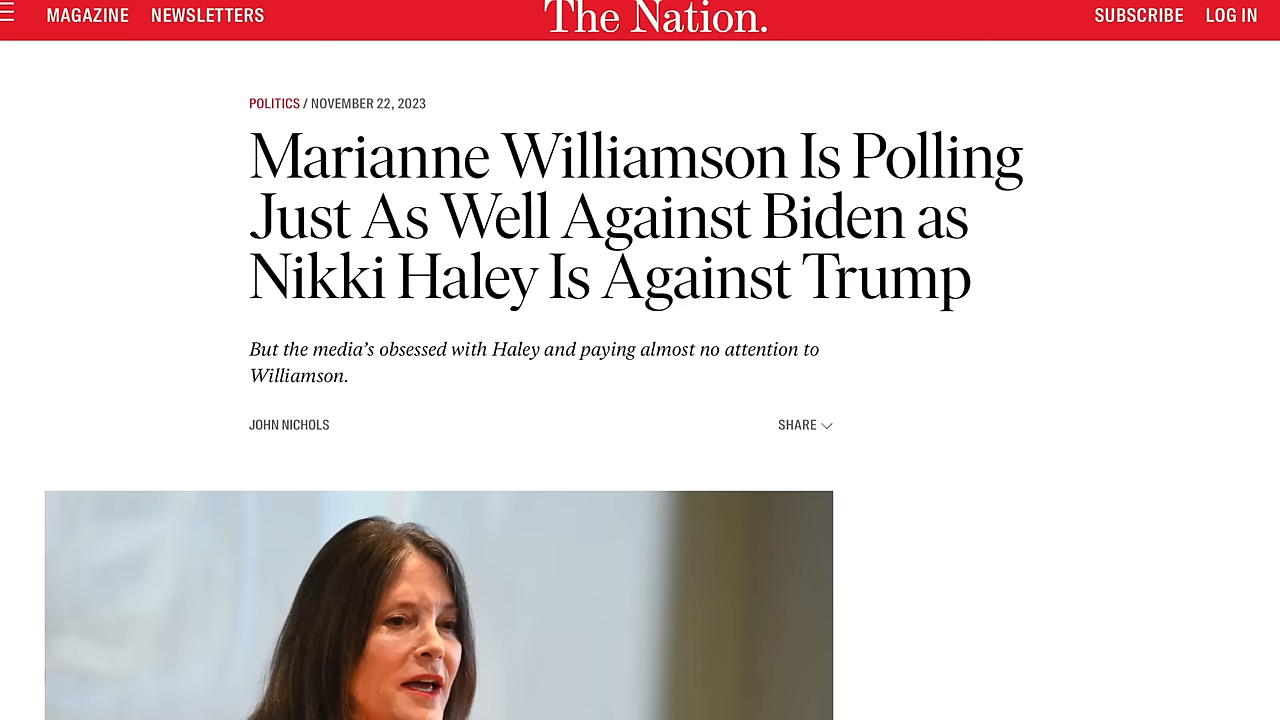 MAGAZINE NEWSLETTERS The Nation. SUBSCRIBE LOG IN
POLITICS / NOVEMBER 22, 2023
Marianne Williamson Is Polling
Just As Well Against Biden as
Nikki Haley Is Against Trump
But the media’s obsessed with Haley and paying almost no attention to
Williamson.
JOHN NICHOLS SHARE